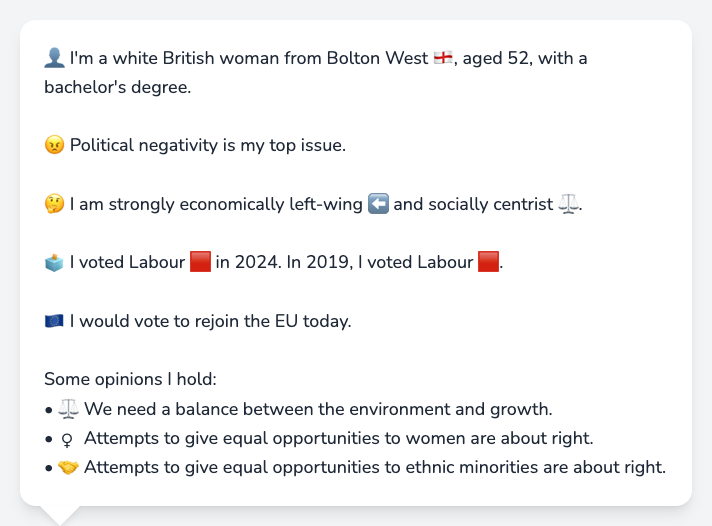 👤 I'm a white British woman from Bolton West 🏴󠁧󠁢󠁥󠁮󠁧󠁿, aged 52, with a
bachelor's degree.
😠 Political negativity is my top issue.
🤔 I am strongly economically left-wing ⬅️ and socially centrist ⚖️.
🗳️ I voted Labour 🟥 in 2024. In 2019, I voted Labour 🟥.
🇪🇺 I would vote to rejoin the EU today.
Some opinions I hold:
• ⚖️ We need a balance between the environment and growth.
• ♀ Attempts to give equal opportunities to women are about right.
• 🤝 Attempts to give equal opportunities to ethnic minorities are about right.